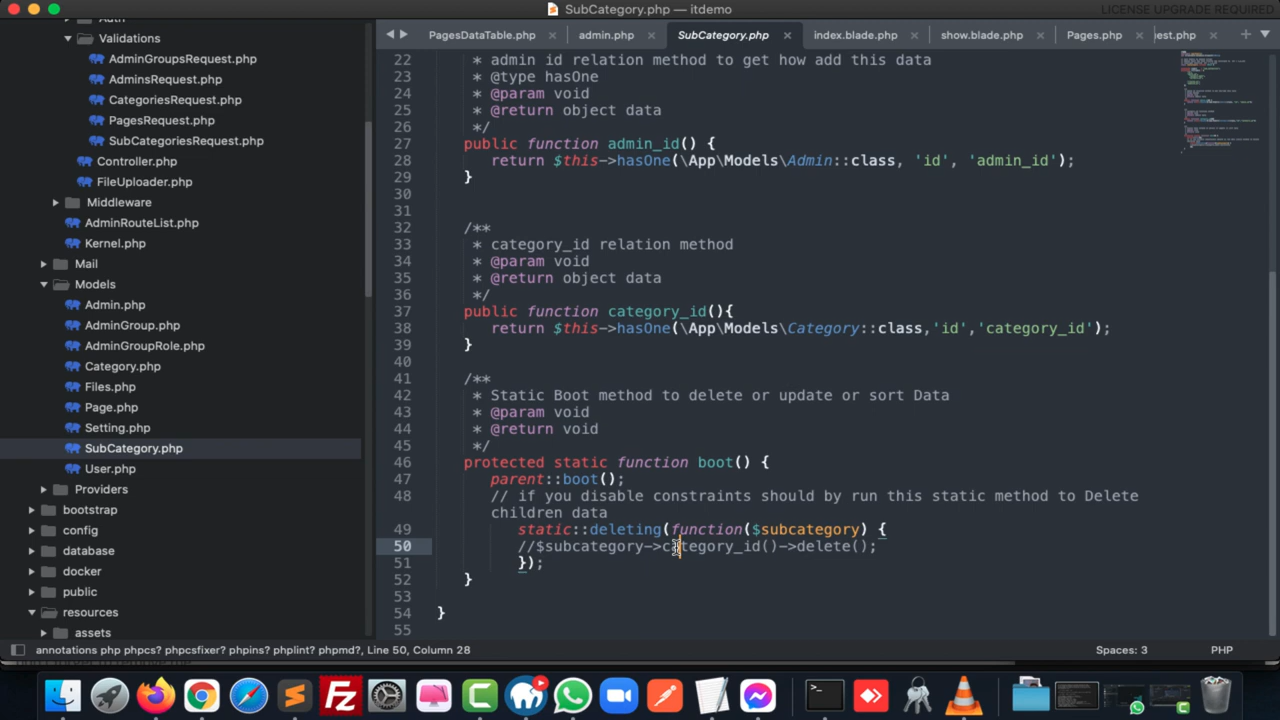 SubCategory.php — itdemo
LICENSE UPGRADE REQUIRED
Auth
Validations
AdminGroupsRequest.php
AdminsRequest.php
CategoriesRequest.php
PagesRequest.php
SubCategoriesRequest.php
Controller.php
FileUploader.php
Middleware
AdminRouteList.php
Kernel.php
Mail
Models
Admin.php
AdminGroup.php
AdminGroupRole.php
Category.php
Files.php
Page.php
Setting.php
SubCategory.php
User.php
Providers
bootstrap
config
database
docker
public
resources
assets
PagesDataTable.php
admin.php
SubCategory.php
index.blade.php
show.blade.php
Pages.php
est.php
22 * admin id relation method to get how add this data
23 * @type hasOne
24 * @param void
25 * @return object data
26 */
27 public function admin_id() {
28 return $this->hasOne(\App\Models\Admin::class, 'id', 'admin_id');
29 }
30
31
32 /**
33 * category_id relation method
34 * @param void
35 * @return object data
36 */
37 public function category_id(){
38 return $this->hasOne(\App\Models\Category::class,'id','category_id');
39 }
40
41 /**
42 * Static Boot method to delete or update or sort Data
43 * @param void
44 * @return void
45 */
46 protected static function boot() {
47 parent::boot();
48 // if you disable constraints should by run this static method to Delete
children data
49 static::deleting(function($subcategory) {
50 //$subcategory->category_id()->delete();
51 });
52 }
53
54 }
55
annotations php phpcs? phpcsfixer? phpins? phplint? phpmd?, Line 50, Column 28
Spaces: 3
PHP